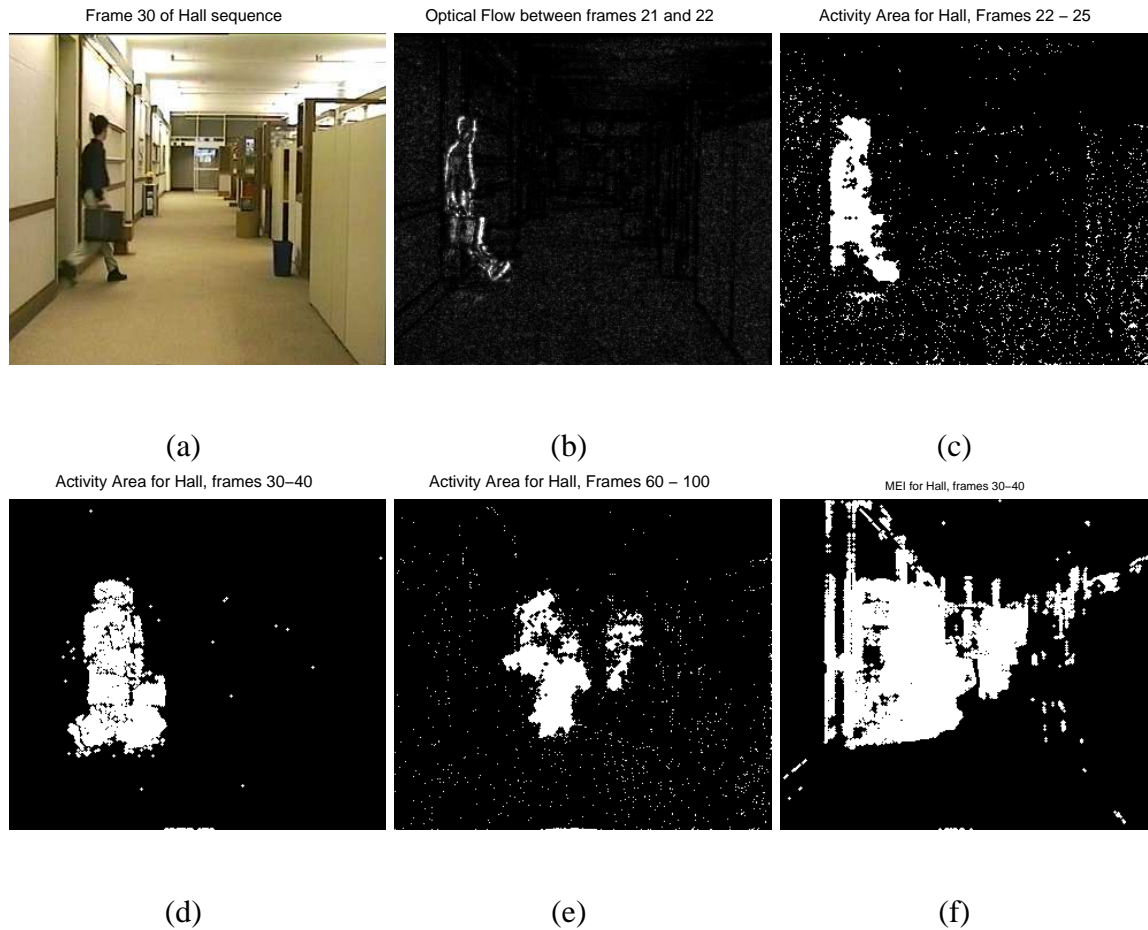 Frame 30 of Hall sequence
Optical Flow between frames 21 and 22
Activity Area for Hall, Frames 22 − 25
(a)
(b)
(c)
Activity Area for Hall, frames 30−40
Activity Area for Hall, Frames 60 − 100
MEI for Hall, frames 30−40
(d)
(e)
(f)